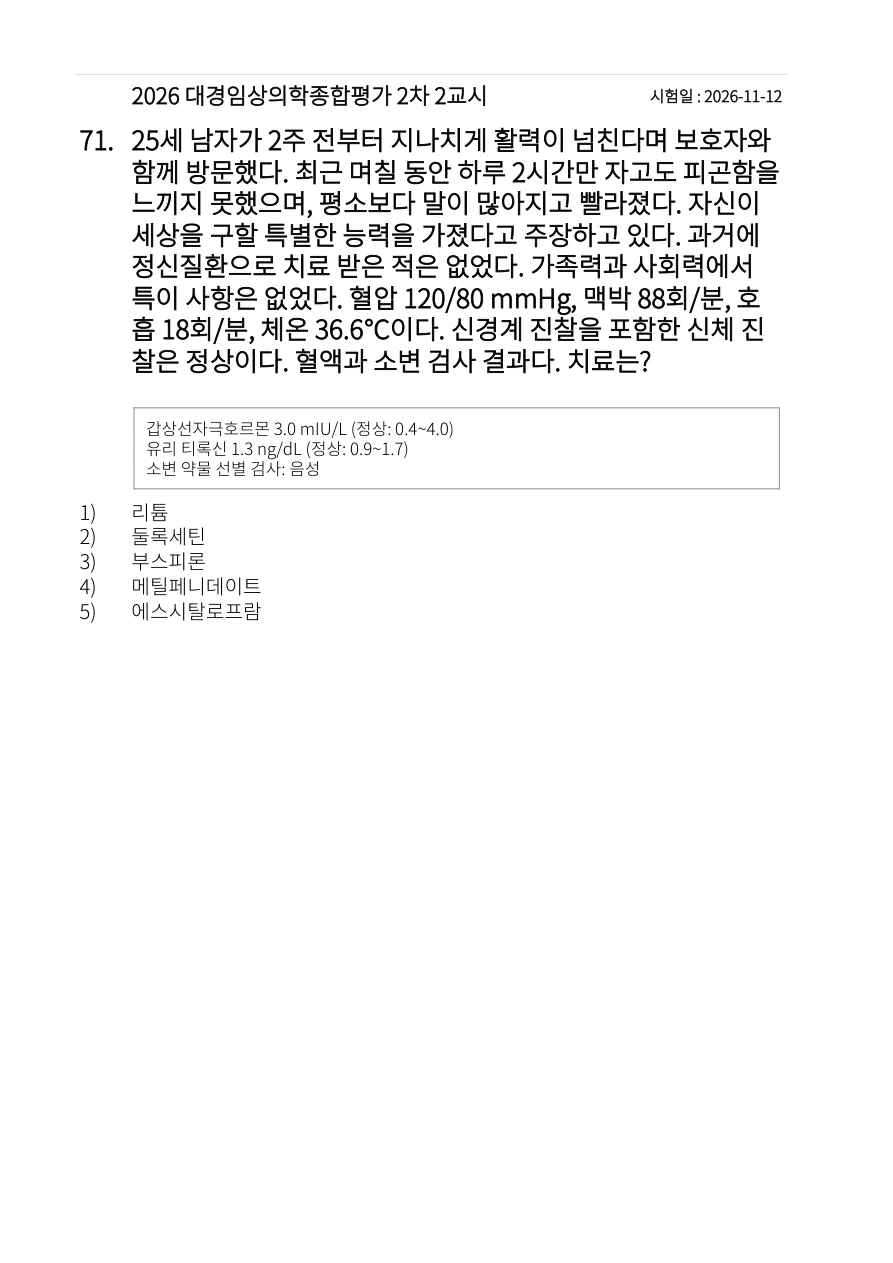 2026 대경임상의학종합평가 2차 2교시
시험일 : 2026-11-12
71. 25세 남자가 2주 전부터 지나치게 활력이 넘친다며 보호자와
함께 방문했다. 최근 며칠 동안 하루 2시간만 자고도 피곤함을
느끼지 못했으며, 평소보다 말이 많아지고 빨라졌다. 자신이
세상을 구할 특별한 능력을 가졌다고 주장하고 있다. 과거에
정신질환으로 치료 받은 적은 없었다. 가족력과 사회력에서
특이 사항은 없었다. 혈압 120/80 mmHg, 맥박 88회/분, 호
흡 18회/분, 체온 36.6℃이다. 신경계 진찰을 포함한 신체 진
찰은 정상이다. 혈액과 소변 검사 결과다. 치료는?
갑상선자극호르몬 3.0 mIU/L (정상: 0.4~4.0)
유리 티록신 1.3 ng/dL (정상: 0.9~1.7)
소변 약물 선별 검사: 음성
1) 리튬
2) 둘록세틴
3) 부스피론
4) 메틸페니데이트
5) 에스시탈로프람